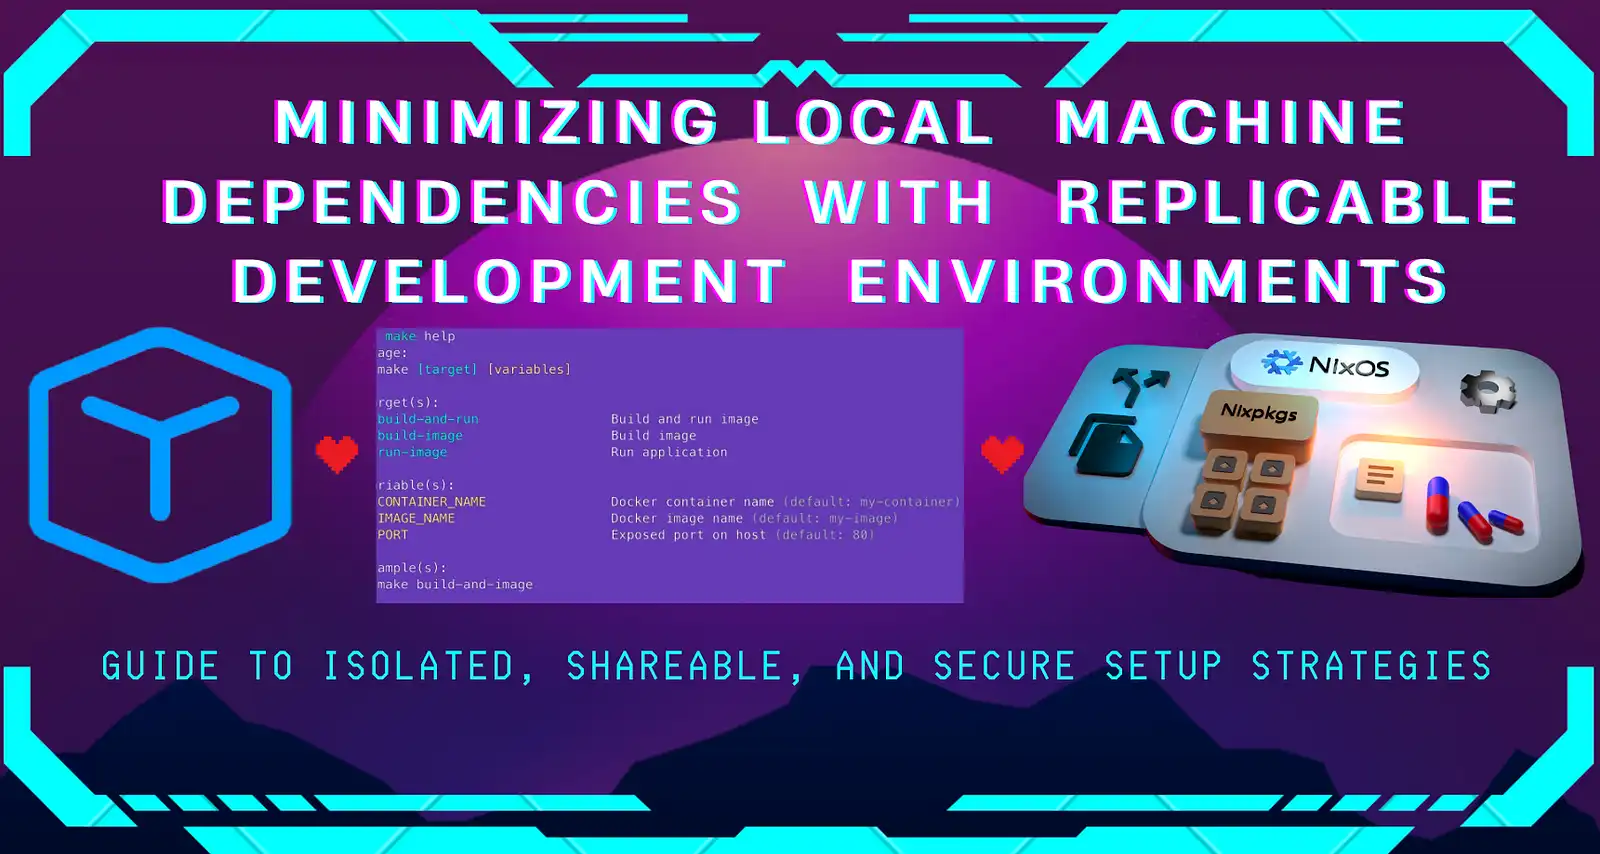 MINIMIZING LOCAL MACHINE
DEPENDENCIES WITH REPLICABLE
DEVELOPMENT ENVIRONMENTS
make help
age:
make [target] [variables]
rget(s):
build-and-run Build and run image
build-image Build image
run-image Run application
riable(s):
CONTAINER_NAME Docker container name (default: my-container)
IMAGE_NAME Docker image name (default: my-image)
PORT Exposed port on host (default: 80)
ample(s):
make build-and-image
NixOS
Nixpkgs
GUIDE TO ISOLATED, SHAREABLE, AND SECURE SETUP STRATEGIES